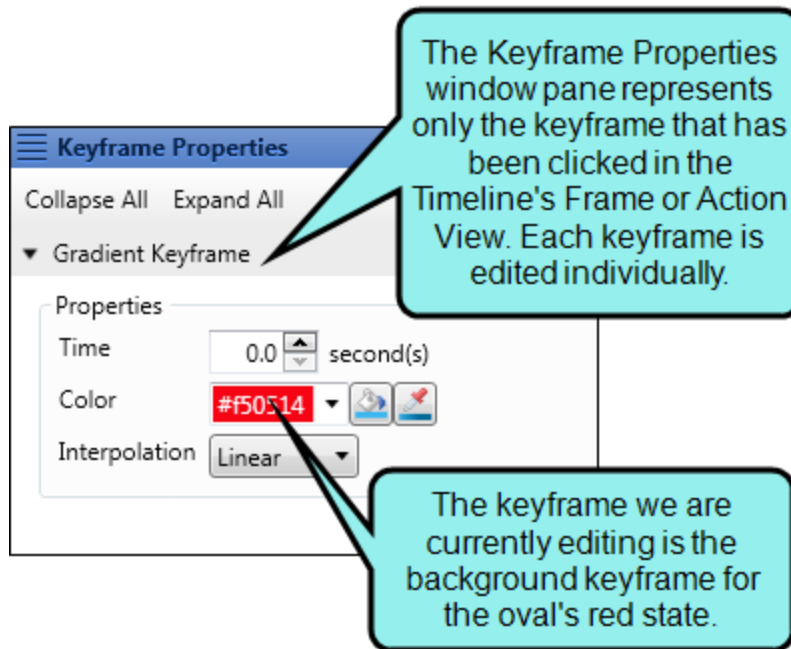 The Keyframe Properties
window pane represents
only the keyframe that has
been clicked in the
Timeline's Frame or Action
View. Each keyframe is
edited individually.
Keyframe Properties
Collapse All Expand All
Gradient Keyframe
Properties
Time 0.0 second(s)
Color #f50514
Interpolation Linear
The keyframe we are
currently editing is the
background keyframe for
the oval's red state.